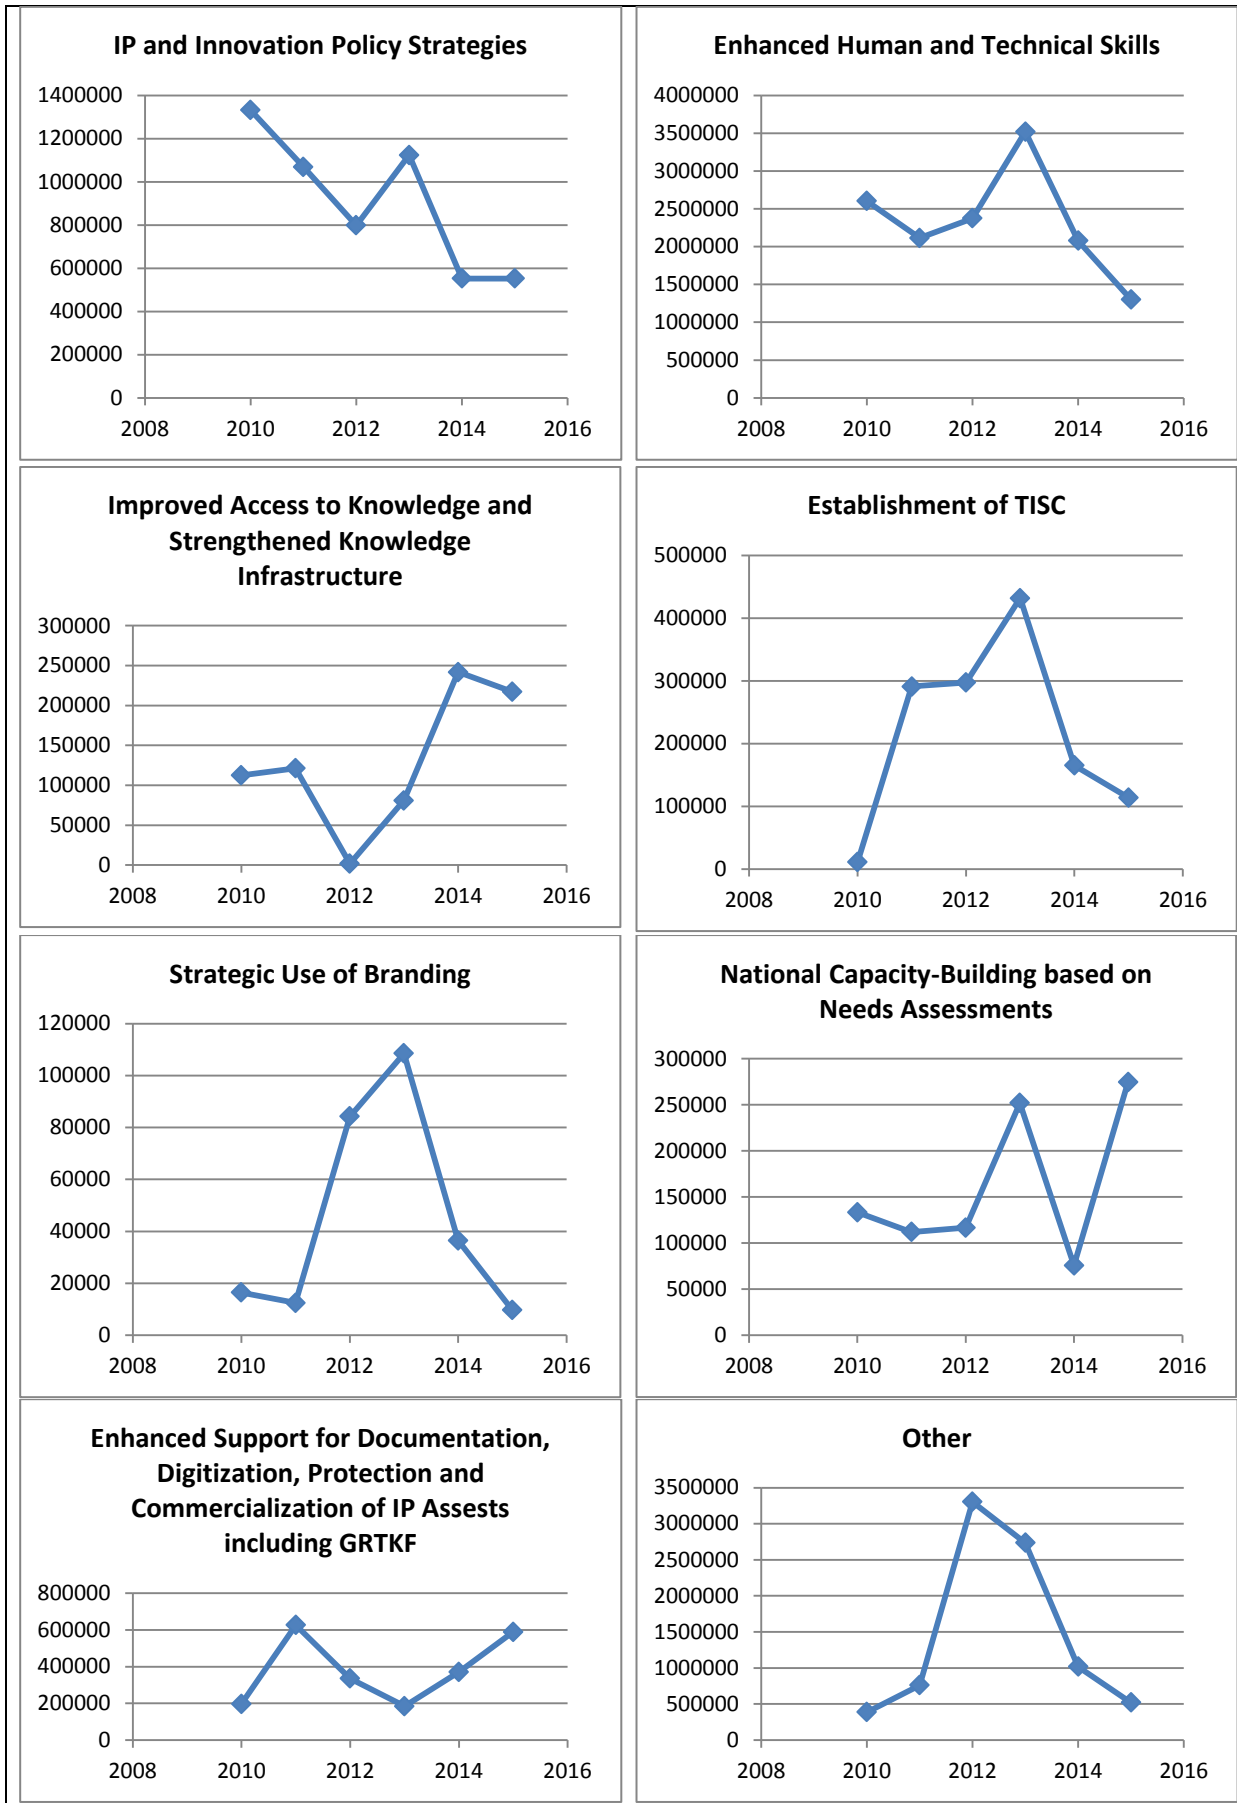 IP and Innovation Policy Strategies
1400000
1200000
1000000
800000
600000
400000
200000
0
2008 2010 2012 2014 2016
Enhanced Human and Technical Skills
4000000
3500000
3000000
2500000
2000000
1500000
1000000
500000
0
2008 2010 2012 2014 2016
Improved Access to Knowledge and
Strengthened Knowledge
Infrastructure
300000
250000
200000
150000
100000
50000
0
2008 2010 2012 2014 2016
Establishment of TISC
500000
400000
300000
200000
100000
0
2008 2010 2012 2014 2016
Strategic Use of Branding
120000
100000
80000
60000
40000
20000
0
2008 2010 2012 2014 2016
National Capacity-Building based on
Needs Assessments
300000
250000
200000
150000
100000
50000
0
2008 2010 2012 2014 2016
Enhanced Support for Documentation,
Digitization, Protection and
Commercialization of IP Assests
including GRTKF
800000
600000
400000
200000
0
2008 2010 2012 2014 2016
Other
3500000
3000000
2500000
2000000
1500000
1000000
500000
0
2008 2010 2012 2014 2016